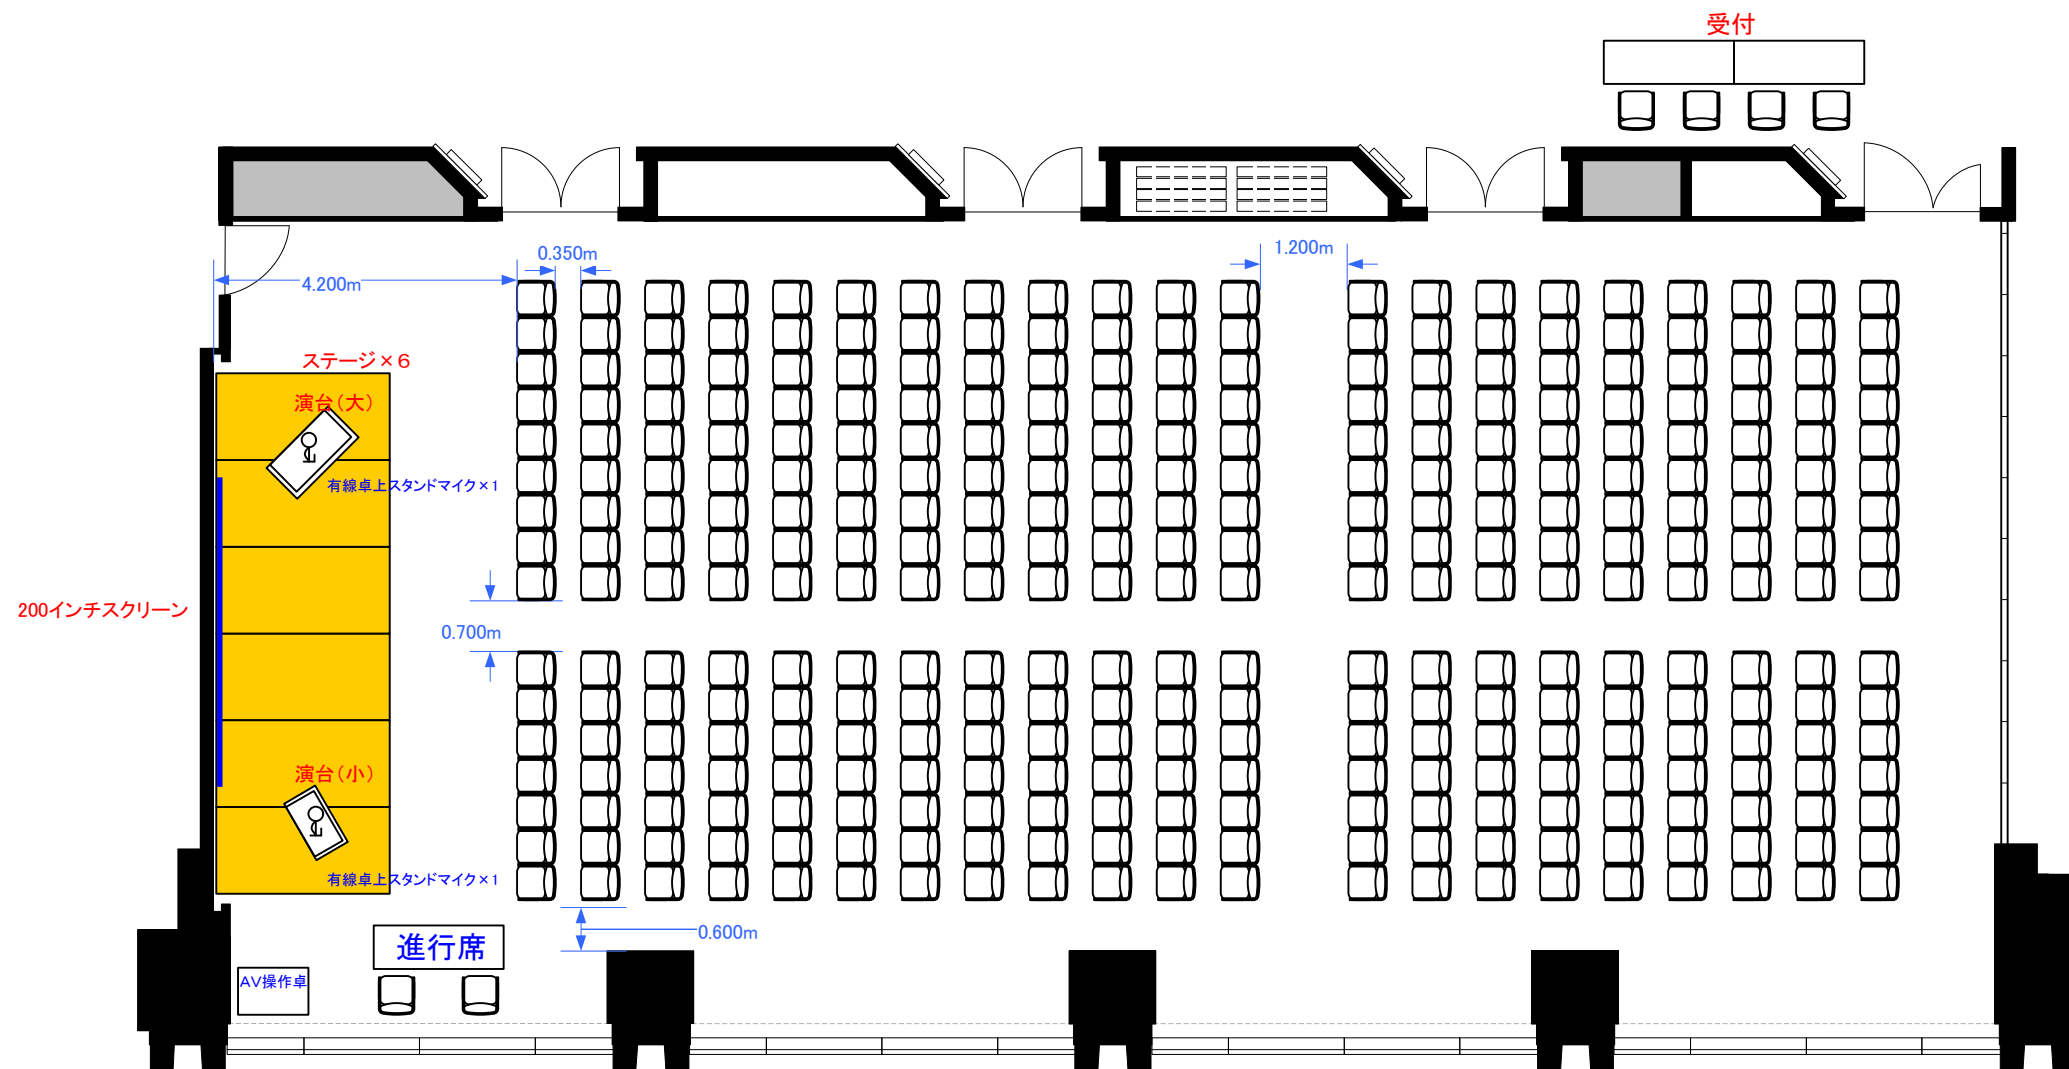 受付
0.350m
1.200m
4.200m
ステージ×6
演台(大)
有線卓上スタンドマイク×1
200インチスクリーン
0.700m
演台(小)
有線卓上スタンドマイク×1
0.600m
進行席
AV操作卓